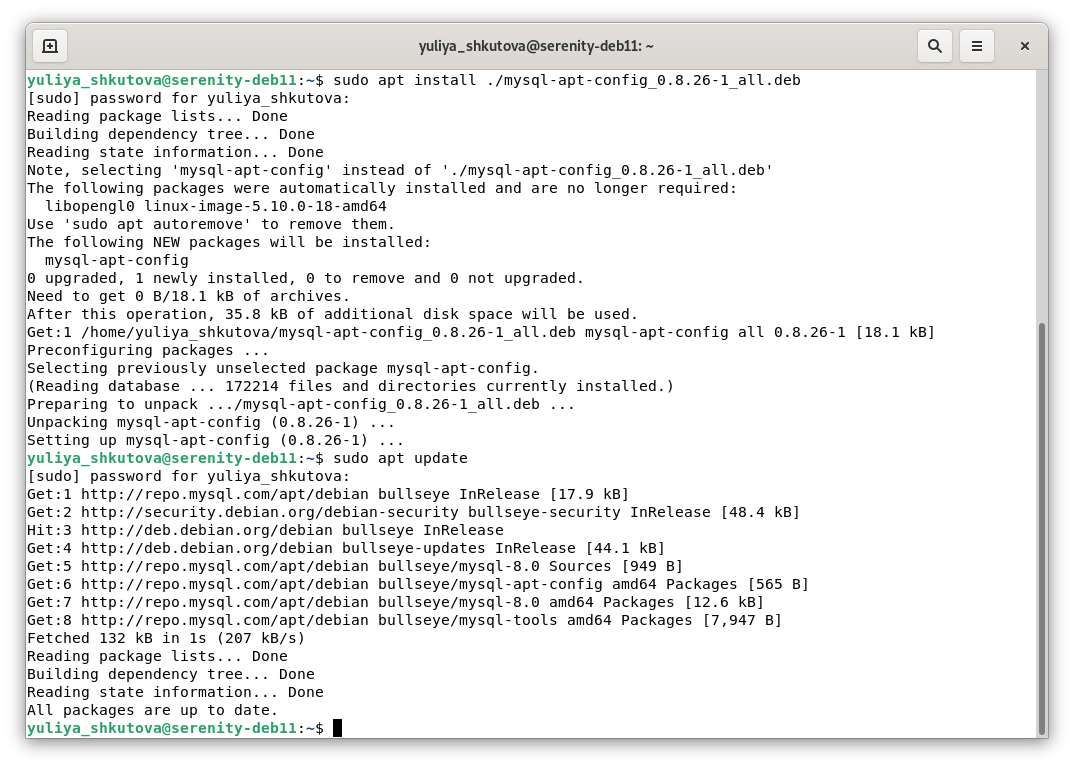 yuliya_shkutova@serenity-deb11: ~
yuliya_shkutova@serenity-deb11:~$ sudo apt install ./mysql-apt-config_0.8.26-1_all.deb
[sudo] password for yuliya_shkutova:
Reading package lists... Done
Building dependency tree... Done
Reading state information... Done
Note, selecting 'mysql-apt-config' instead of './mysql-apt-config_0.8.26-1_all.deb'
The following packages were automatically installed and are no longer required:
  libopengl0 linux-image-5.10.0-18-amd64
Use 'sudo apt autoremove' to remove them.
The following NEW packages will be installed:
  mysql-apt-config
0 upgraded, 1 newly installed, 0 to remove and 0 not upgraded.
Need to get 0 B/18.1 kB of archives.
After this operation, 35.8 kB of additional disk space will be used.
Get:1 /home/yuliya_shkutova/mysql-apt-config_0.8.26-1_all.deb mysql-apt-config all 0.8.26-1 [18.1 kB]
Preconfiguring packages ...
Selecting previously unselected package mysql-apt-config.
(Reading database ... 172214 files and directories currently installed.)
Preparing to unpack .../mysql-apt-config_0.8.26-1_all.deb ...
Unpacking mysql-apt-config (0.8.26-1) ...
Setting up mysql-apt-config (0.8.26-1) ...
yuliya_shkutova@serenity-deb11:~$ sudo apt update
[sudo] password for yuliya_shkutova:
Get:1 http://repo.mysql.com/apt/debian bullseye InRelease [17.9 kB]
Get:2 http://security.debian.org/debian-security bullseye-security InRelease [48.4 kB]
Hit:3 http://deb.debian.org/debian bullseye InRelease
Get:4 http://deb.debian.org/debian bullseye-updates InRelease [44.1 kB]
Get:5 http://repo.mysql.com/apt/debian bullseye/mysql-8.0 Sources [949 B]
Get:6 http://repo.mysql.com/apt/debian bullseye/mysql-apt-config amd64 Packages [565 B]
Get:7 http://repo.mysql.com/apt/debian bullseye/mysql-8.0 amd64 Packages [12.6 kB]
Get:8 http://repo.mysql.com/apt/debian bullseye/mysql-tools amd64 Packages [7,947 B]
Fetched 132 kB in 1s (207 kB/s)
Reading package lists... Done
Building dependency tree... Done
Reading state information... Done
All packages are up to date.
yuliya_shkutova@serenity-deb11:~$